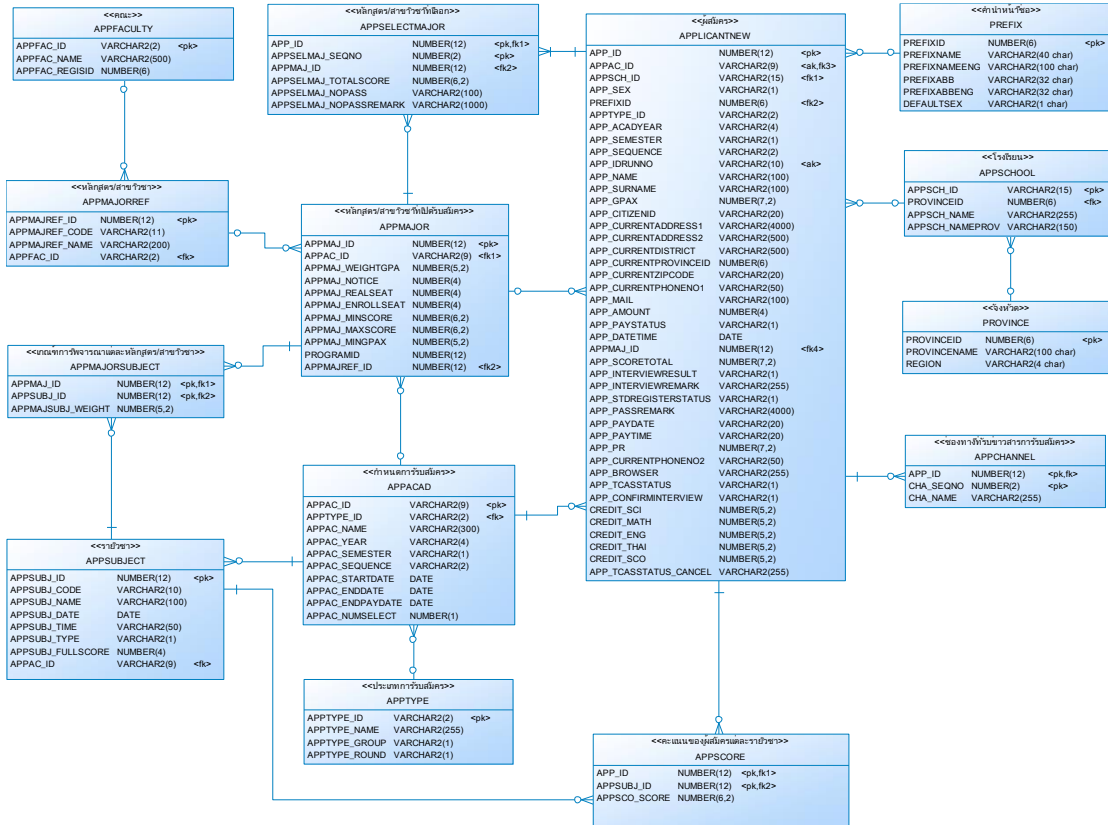 <<คณะ>>
APPFACULTY
APPFAC_ID VARCHAR2(2) <pk>
APPFAC_NAME VARCHAR2(500)
APPFAC_REGISID NUMBER(6)
<<หลักสูตร/สาขาวิชาที่เลือก>>
APPSELECTMAJOR
APP_ID NUMBER(12) <pk,fk1>
APPSELMAJ_SEQNO NUMBER(2) <pk>
APPMAJ_ID NUMBER(12) <fk2>
APPSELMAJ_TOTALSCORE NUMBER(6,2)
APPSELMAJ_NOPASS VARCHAR2(100)
APPSELMAJ_NOPASSREMARK VARCHAR2(1000)
<<ผู้สมัคร>>
APPLICANTNEW
APP_ID NUMBER(12) <pk>
APPAC_ID VARCHAR2(9) <ak,fk3>
APPSCH_ID VARCHAR2(15) <fk1>
APP_SEX VARCHAR2(1)
PREFIXID NUMBER(6) <fk2>
APPTYPE_ID VARCHAR2(2)
APP_ACADYEAR VARCHAR2(4)
APP_SEMESTER VARCHAR2(1)
APP_SEQUENCE VARCHAR2(2)
APP_IDRUNNO VARCHAR2(10) <ak>
APP_NAME VARCHAR2(100)
APP_SURNAME VARCHAR2(100)
APP_GPAX NUMBER(7,2)
APP_CITIZENID VARCHAR2(20)
APP_CURRENTADDRESS1 VARCHAR2(4000)
APP_CURRENTADDRESS2 VARCHAR2(500)
APP_CURRENTDISTRICT VARCHAR2(500)
APP_CURRENTPROVINCEID NUMBER(6)
APP_CURRENTZIPCODE VARCHAR2(20)
APP_CURRENTPHONENO1 VARCHAR2(50)
APP_MAIL VARCHAR2(100)
APP_AMOUNT NUMBER(4)
APP_PAYSTATUS VARCHAR2(1)
APP_DATETIME DATE
APPMAJ_ID NUMBER(12) <fk4>
APP_SCORETOTAL NUMBER(7,2)
APP_INTERVIEWRESULT VARCHAR2(1)
APP_INTERVIEWREMARK VARCHAR2(255)
APP_STDREGISTERSTATUS VARCHAR2(1)
APP_PASSREMARK VARCHAR2(4000)
APP_PAYDATE VARCHAR2(20)
APP_PAYTIME VARCHAR2(20)
APP_PR NUMBER(7,2)
APP_CURRENTPHONENO2 VARCHAR2(50)
APP_BROWSER VARCHAR2(255)
APP_TCASSTATUS VARCHAR2(1)
APP_CONFIRMINTERVIEW VARCHAR2(1)
CREDIT_SCI NUMBER(5,2)
CREDIT_MATH NUMBER(5,2)
CREDIT_ENG NUMBER(5,2)
CREDIT_THAI NUMBER(5,2)
CREDIT_SCO NUMBER(5,2)
APP_TCASSTATUS_CANCEL VARCHAR2(255)
<<คำนำหน้าชื่อ>>
PREFIX
PREFIXID NUMBER(6) <pk>
PREFIXNAME VARCHAR2(40 char)
PREFIXNAMEENG VARCHAR2(100 char)
PREFIXABB VARCHAR2(32 char)
PREFIXABBENG VARCHAR2(32 char)
DEFAULTSEX VARCHAR2(1 char)
<<โรงเรียน>>
APPSCHOOL
APPSCH_ID VARCHAR2(15) <pk>
PROVINCEID NUMBER(6) <fk>
APPSCH_NAME VARCHAR2(255)
APPSCH_NAMEPROV VARCHAR2(150)
<<จังหวัด>>
PROVINCE
PROVINCEID NUMBER(6) <pk>
PROVINCENAME VARCHAR2(100 char)
REGION VARCHAR2(4 char)
<<ช่องทางที่รับข่าวสารการรับสมัคร>>
APPCHANNEL
APP_ID NUMBER(12) <pk,fk>
CHA_SEQNO NUMBER(2) <pk>
CHA_NAME VARCHAR2(255)
<<หลักสูตร/สาขาวิชา>>
APPMAJORREF
APPMAJREF_ID NUMBER(12) <pk>
APPMAJREF_CODE VARCHAR2(11)
APPMAJREF_NAME VARCHAR2(200)
APPFAC_ID VARCHAR2(2) <fk>
<<หลักสูตร/สาขาวิชาที่เปิดรับสมัคร>>
APPMAJOR
APPMAJ_ID NUMBER(12) <pk>
APPAC_ID VARCHAR2(9) <fk1>
APPMAJ_WEIGHTGPA NUMBER(5,2)
APPMAJ_NOTICE NUMBER(4)
APPMAJ_REALSEAT NUMBER(4)
APPMAJ_ENROLLSEAT NUMBER(4)
APPMAJ_MINSCORE NUMBER(6,2)
APPMAJ_MAXSCORE NUMBER(6,2)
APPMAJ_MINGPAX NUMBER(5,2)
PROGRAMID NUMBER(12)
APPMAJREF_ID NUMBER(12) <fk2>
<<เกณฑ์การพิจารณาแต่ละหลักสูตร/สาขาวิชา>>
APPMAJORSUBJECT
APPMAJ_ID NUMBER(12) <pk,fk1>
APPSUBJ_ID NUMBER(12) <pk,fk2>
APPMAJSUBJ_WEIGHT NUMBER(5,2)
<<กำหนดการรับสมัคร>>
APPACAD
APPAC_ID VARCHAR2(9) <pk>
APPTYPE_ID VARCHAR2(2) <fk>
APPAC_NAME VARCHAR2(300)
APPAC_YEAR VARCHAR2(4)
APPAC_SEMESTER VARCHAR2(1)
APPAC_SEQUENCE VARCHAR2(2)
APPAC_STARTDATE DATE
APPAC_ENDDATE DATE
APPAC_ENDPAYDATE DATE
APPAC_NUMSELECT NUMBER(1)
<<รายวิชา>>
APPSUBJECT
APPSUBJ_ID NUMBER(12) <pk>
APPSUBJ_CODE VARCHAR2(10)
APPSUBJ_NAME VARCHAR2(100)
APPSUBJ_DATE DATE
APPSUBJ_TIME VARCHAR2(50)
APPSUBJ_TYPE VARCHAR2(1)
APPSUBJ_FULLSCORE NUMBER(4)
APPAC_ID VARCHAR2(9) <fk>
<<ประเภทการรับสมัคร>>
APPTYPE
APPTYPE_ID VARCHAR2(2) <pk>
APPTYPE_NAME VARCHAR2(255)
APPTYPE_GROUP VARCHAR2(1)
APPTYPE_ROUND VARCHAR2(1)
<<คะแนนของผู้สมัครแต่ละรายวิชา>>
APPSCORE
APP_ID NUMBER(12) <pk,fk1>
APPSUBJ_ID NUMBER(12) <pk,fk2>
APPSCO_SCORE NUMBER(6,2)